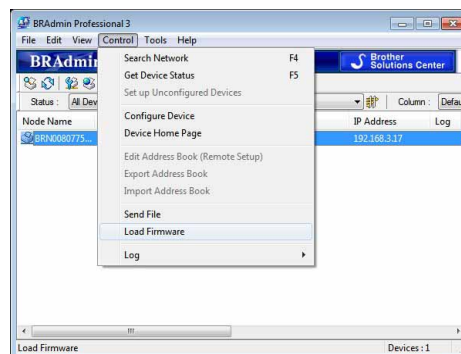 BRAdmin Professional 3
File Edit View Control Tools Help
BRAdmi
Brother
Solutions Center
Search Network F4
Get Device Status F5
Set up Unconfigured Devices
Status : All Dev
Column : Defau
Configure Device
Node Name IP Address Log
Device Home Page
BRN0080775... 192.168.3.17
Edit Address Book (Remote Setup)
Export Address Book
Import Address Book
Send File
Load Firmware
Log
Load Firmware Devices : 1